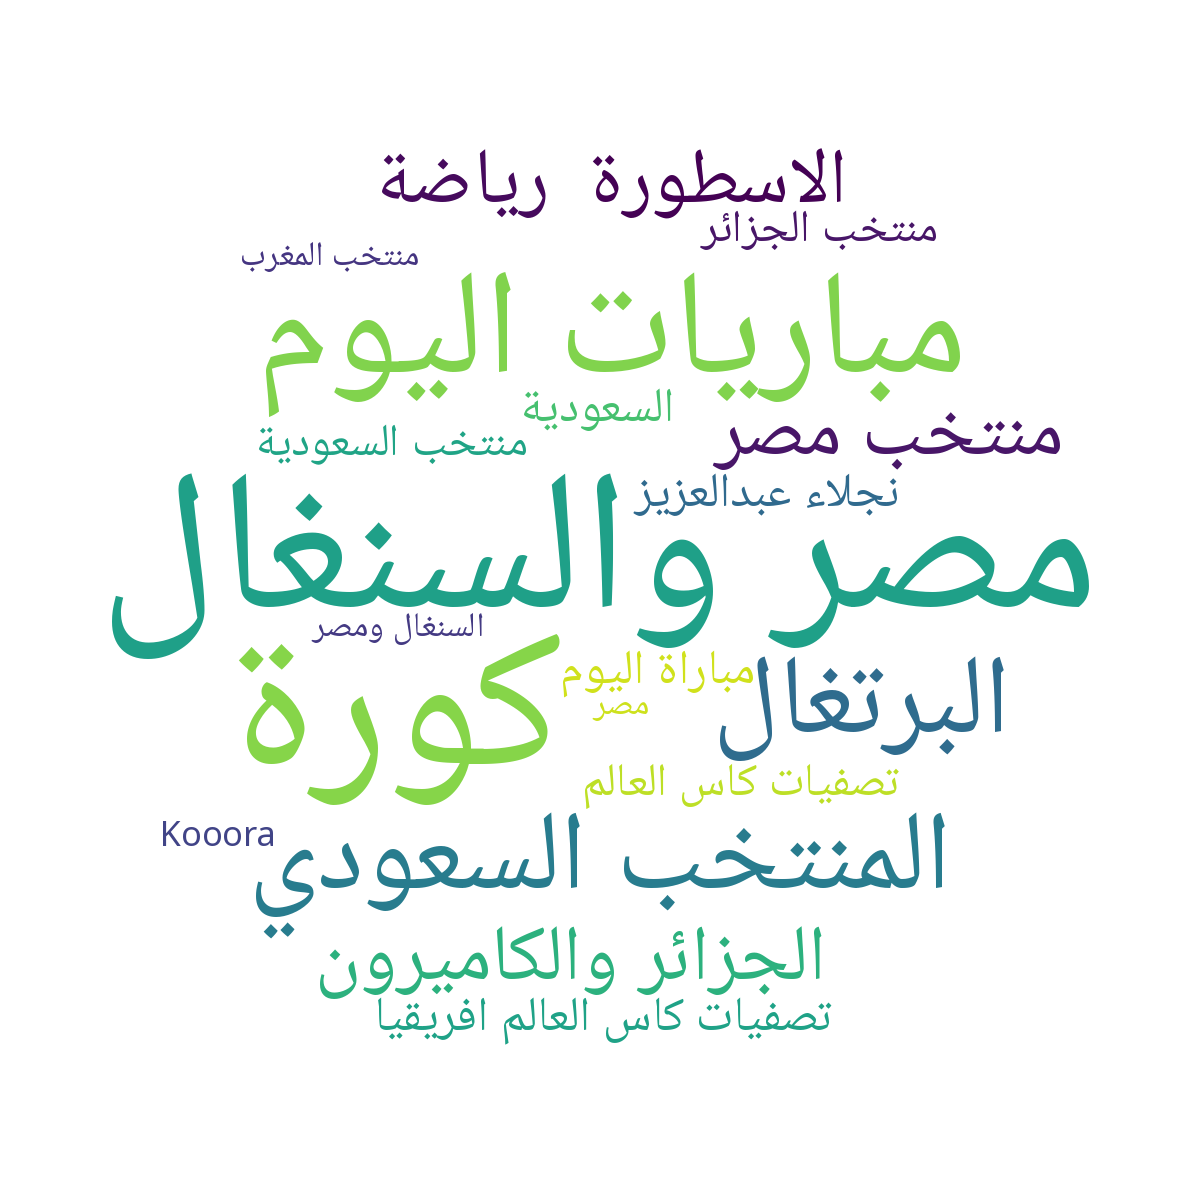 الاسطورة رياضة
منتخب الجزائر
منتخب المغرب
مباريات اليوم
السعودية
منتخب مصر
منتخب السعودية
نجلاء عبدالعزيز
مصر والسنغال
السنغال ومصر
كورة
مباراة اليوم
البرتغال
مصر
تصفيات كاس العالم
Kooora
المنتخب السعودي
الجزائر والكاميرون
تصفيات كاس العالم افريقيا